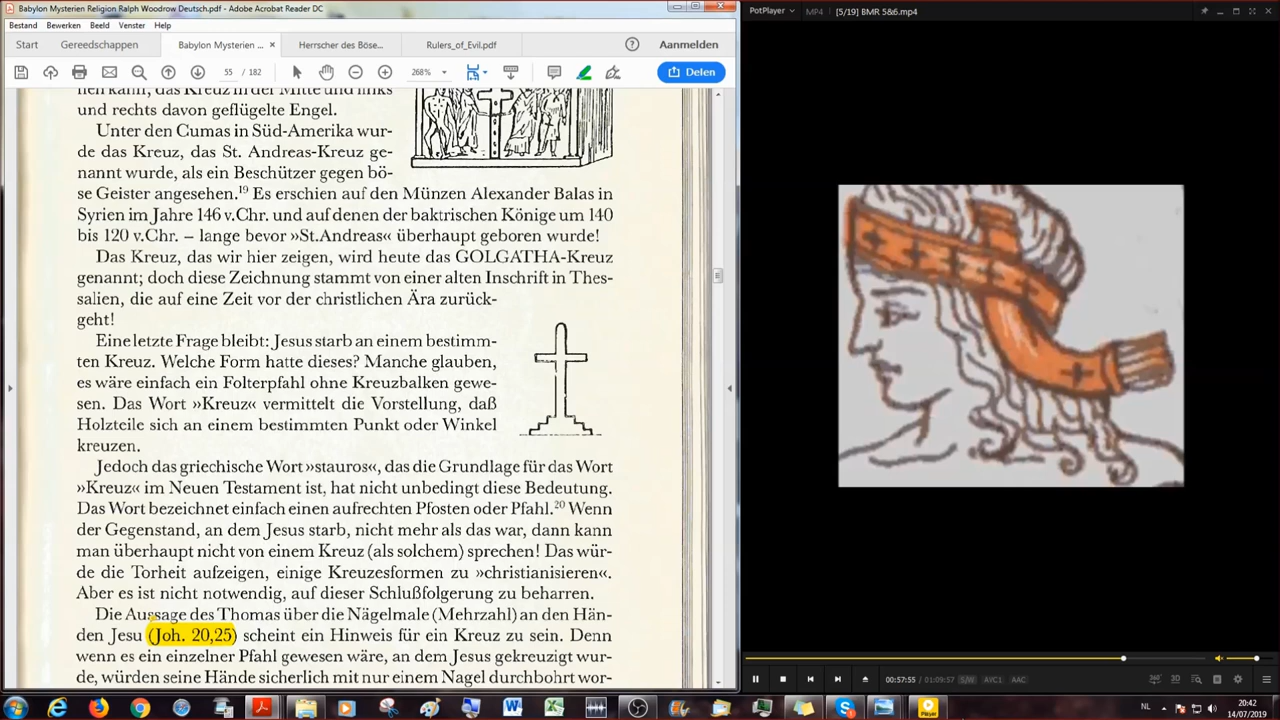 Babylon Mysterien Religion Ralph Woodrow Deutsch.pdf - Adobe Acrobat Reader DC
Bestand Bewerken Beeld Venster Help
Start Gereedschappen Babylon Mysterien ... × Herrscher des Böse... Rulers_of_Evil.pdf Aanmelden
55 / 182 268% Delen
nen kann, das Kreuz in der Mitte und links
und rechts davon geflügelte Engel.
Unter den Cumas in Süd-Amerika wur-
de das Kreuz, das St. Andreas-Kreuz ge-
nannt wurde, als ein Beschützer gegen bö-
se Geister angesehen.19 Es erschien auf den Münzen Alexander Balas in
Syrien im Jahre 146 v.Chr. und auf denen der baktrischen Könige um 140
bis 120 v.Chr. – lange bevor »St.Andreas« überhaupt geboren wurde!
Das Kreuz, das wir hier zeigen, wird heute das GOLGATHA-Kreuz
genannt; doch diese Zeichnung stammt von einer alten Inschrift in Thes-
salien, die auf eine Zeit vor der christlichen Ära zurück-
geht!
Eine letzte Frage bleibt: Jesus starb an einem bestimm-
ten Kreuz. Welche Form hatte dieses? Manche glauben,
es wäre einfach ein Folterpfahl ohne Kreuzbalken gewe-
sen. Das Wort »Kreuz« vermittelt die Vorstellung, daß
Holzteile sich an einem bestimmten Punkt oder Winkel
kreuzen.
Jedoch das griechische Wort »stauros«, das die Grundlage für das Wort
»Kreuz« im Neuen Testament ist, hat nicht unbedingt diese Bedeutung.
Das Wort bezeichnet einfach einen aufrechten Pfosten oder Pfahl.20 Wenn
der Gegenstand, an dem Jesus starb, nicht mehr als das war, dann kann
man überhaupt nicht von einem Kreuz (als solchem) sprechen! Das wür-
de die Torheit aufzeigen, einige Kreuzesformen zu »christianisieren«.
Aber es ist nicht notwendig, auf dieser Schlußfolgerung zu beharren.
Die Aussage des Thomas über die Nägelmale (Mehrzahl) an den Hän-
den Jesu (Joh. 20,25) scheint ein Hinweis für ein Kreuz zu sein. Denn
wenn es ein einzelner Pfahl gewesen wäre, an dem Jesus gekreuzigt wur-
de, würden seine Hände sicherlich mit nur einem Nagel durchbohrt wor-
PotPlayer MP4 [5/19] BMR 5&6.mp4
00:57:55 / 01:09:57 S/W AVC1 AAC
360° 3D
NL 20:42
14/07/2019